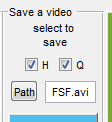 Save a video
select to
save
H Q
Path FSF.avi